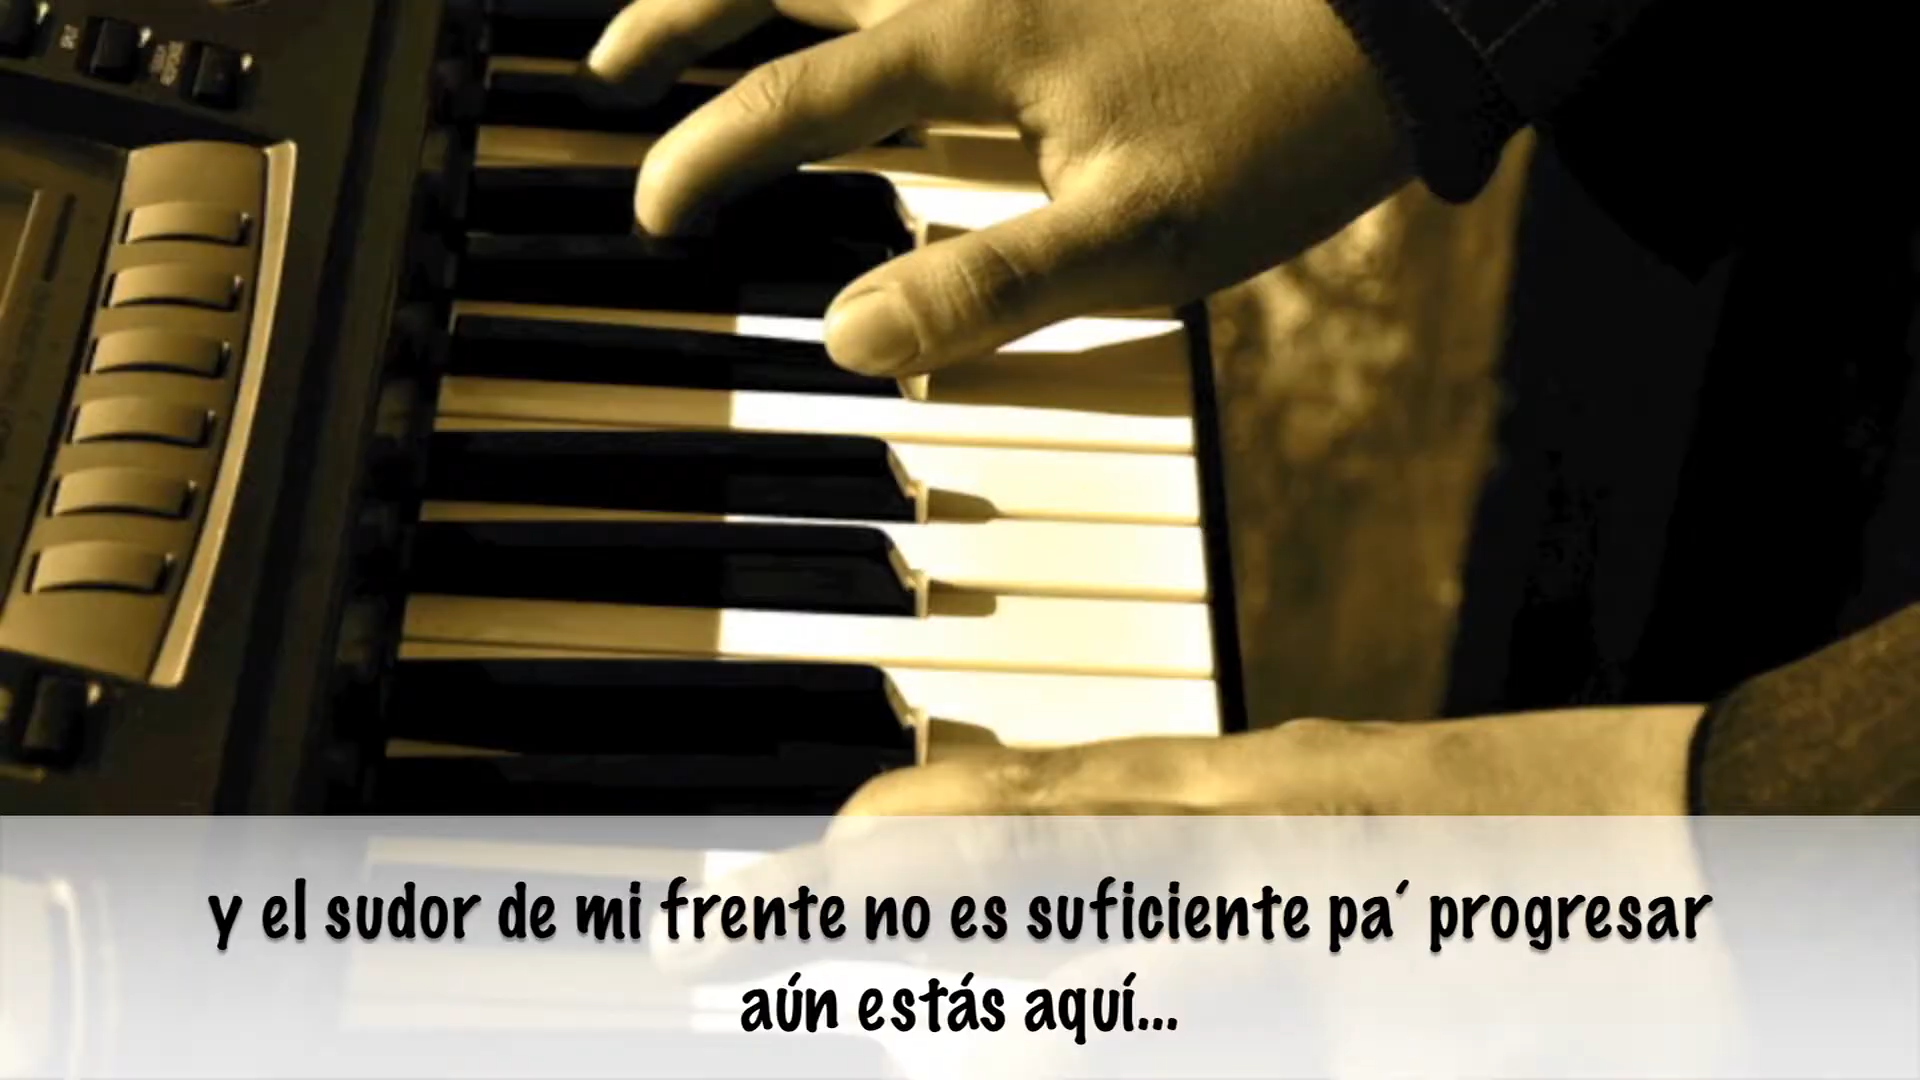 y el sudor de mi frente no es suficiente pa´ progresar
aún estás aquí...